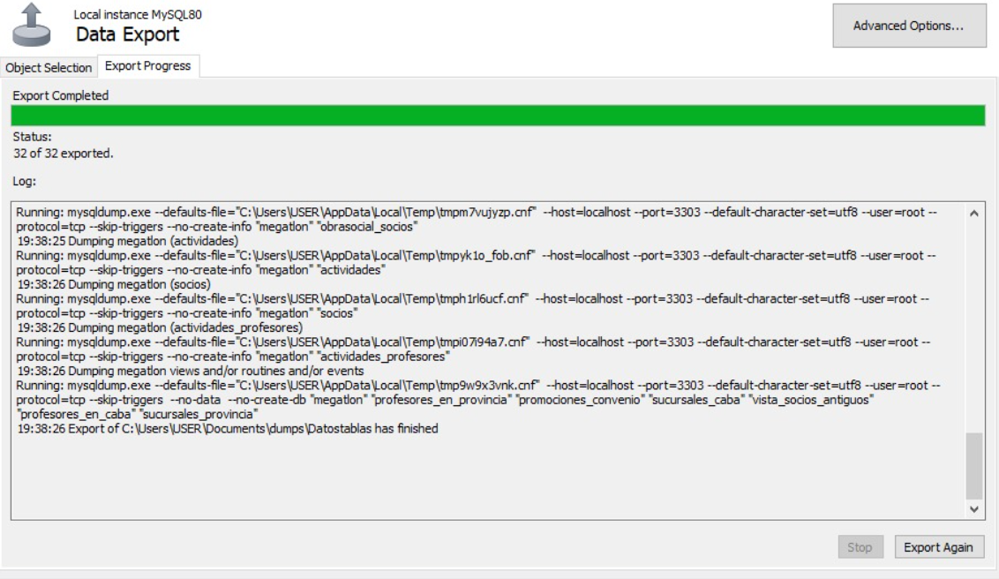 Local instance MySQL80
Data Export
Advanced Options...
Object Selection
Export Progress
Export Completed
Status:
32 of 32 exported.
Log:
Running: mysqldump.exe --defaults-file="C:\Users\USER\AppData\Local\Temp\tmpm7vujyzp.cnf"  --host=localhost --port=3303 --default-character-set=utf8 --user=root --
protocol=tcp --skip-triggers --no-create-info "megatlon" "obrasocial_socios"
19:38:25 Dumping megatlon (actividades)
Running: mysqldump.exe --defaults-file="C:\Users\USER\AppData\Local\Temp\tmpyk1o_fob.cnf"  --host=localhost --port=3303 --default-character-set=utf8 --user=root --
protocol=tcp --skip-triggers --no-create-info "megatlon" "actividades"
19:38:26 Dumping megatlon (socios)
Running: mysqldump.exe --defaults-file="C:\Users\USER\AppData\Local\Temp\tmph1rl6ucf.cnf"  --host=localhost --port=3303 --default-character-set=utf8 --user=root --
protocol=tcp --skip-triggers --no-create-info "megatlon" "socios"
19:38:26 Dumping megatlon (actividades_profesores)
Running: mysqldump.exe --defaults-file="C:\Users\USER\AppData\Local\Temp\tmpi07i94a7.cnf"  --host=localhost --port=3303 --default-character-set=utf8 --user=root --
protocol=tcp --skip-triggers --no-create-info "megatlon" "actividades_profesores"
19:38:26 Dumping megatlon views and/or routines and/or events
Running: mysqldump.exe --defaults-file="C:\Users\USER\AppData\Local\Temp\tmp9w9x3vnk.cnf"  --host=localhost --port=3303 --default-character-set=utf8 --user=root --
protocol=tcp --skip-triggers  --no-data  --no-create-db "megatlon" "profesores_en_provincia" "promociones_convenio" "sucursales_caba" "vista_socios_antiguos"
"profesores_en_caba" "sucursales_provincia"
19:38:26 Export of C:\Users\USER\Documents\dumps\Datostablas has finished
Stop
Export Again